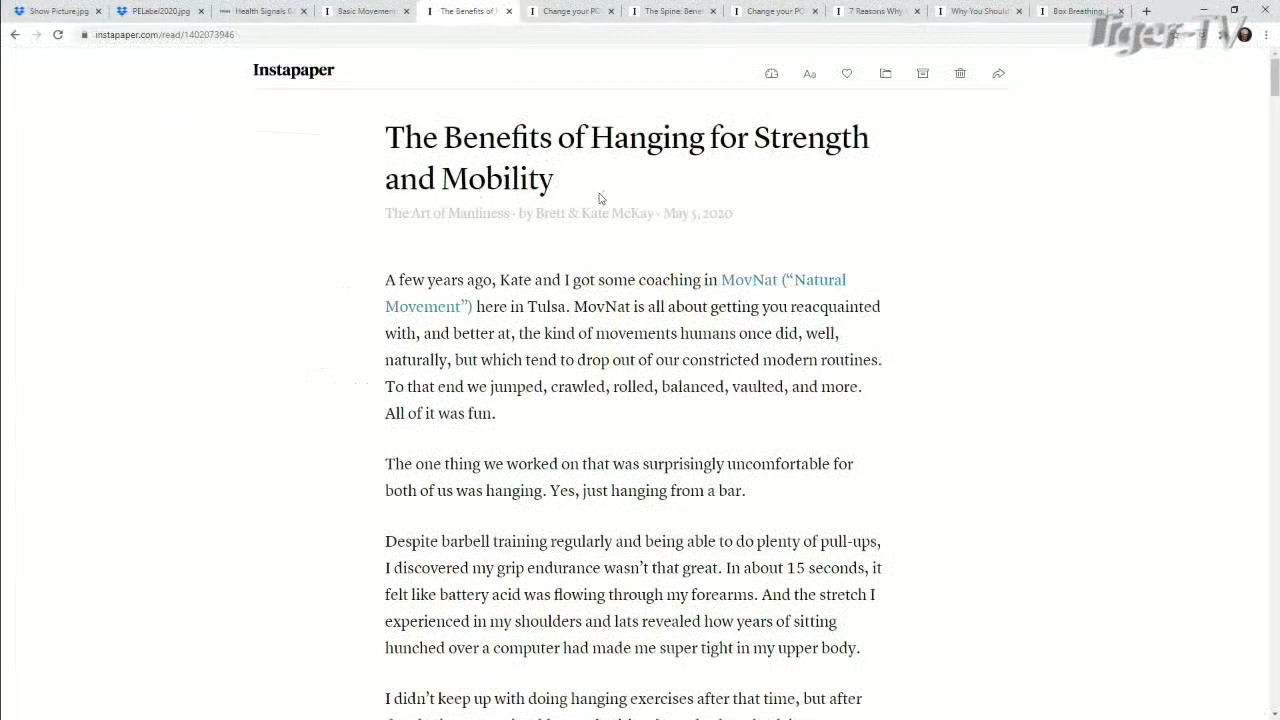 Show Picture.jpg
PELabel2020.jpg
Health Signals
Basic Movemen
The Benefits of
Change your PC
The Spine: Bene
Change your PC
7 Reasons Why
Why You Shoul
Box Breathing:
instapaper.com/read/1402073946
Tiger-TV
Instapaper
Aa
The Benefits of Hanging for Strength
and Mobility
The Art of Manliness · by Brett & Kate McKay · May 5, 2020
A few years ago, Kate and I got some coaching in MovNat (“Natural
Movement”) here in Tulsa. MovNat is all about getting you reacquainted
with, and better at, the kind of movements humans once did, well,
naturally, but which tend to drop out of our constricted modern routines.
To that end we jumped, crawled, rolled, balanced, vaulted, and more.
All of it was fun.
The one thing we worked on that was surprisingly uncomfortable for
both of us was hanging. Yes, just hanging from a bar.
Despite barbell training regularly and being able to do plenty of pull-ups,
I discovered my grip endurance wasn’t that great. In about 15 seconds, it
felt like battery acid was flowing through my forearms. And the stretch I
experienced in my shoulders and lats revealed how years of sitting
hunched over a computer had made me super tight in my upper body.
I didn’t keep up with doing hanging exercises after that time, but after